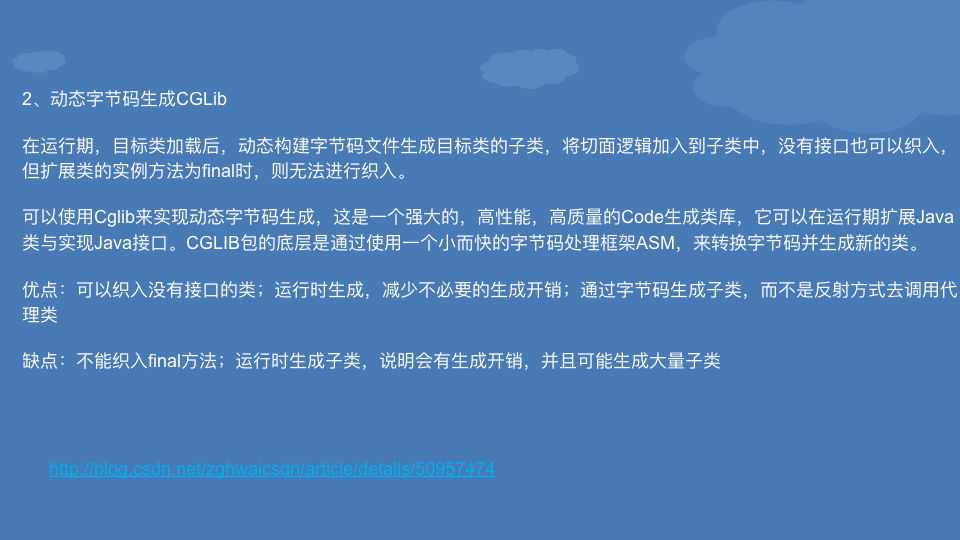 2、动态字节码生成CGLib
在运行期，目标类加载后，动态构建字节码文件生成目标类的子类，将切面逻辑加入到子类中，没有接口也可以织入，
但扩展类的实例方法为final时，则无法进行织入。
可以使用Cglib来实现动态字节码生成，这是一个强大的，高性能，高质量的Code生成类库，它可以在运行期扩展Java
类与实现Java接口。CGLIB包的底层是通过使用一个小而快的字节码处理框架ASM，来转换字节码并生成新的类。
优点：可以织入没有接口的类；运行时生成，减少不必要的生成开销；通过字节码生成子类，而不是反射方式去调用代
理类
缺点：不能织入final方法；运行时生成子类，说明会有生成开销，并且可能生成大量子类
http://blog.csdn.net/zghwaicsdn/article/details/50957474